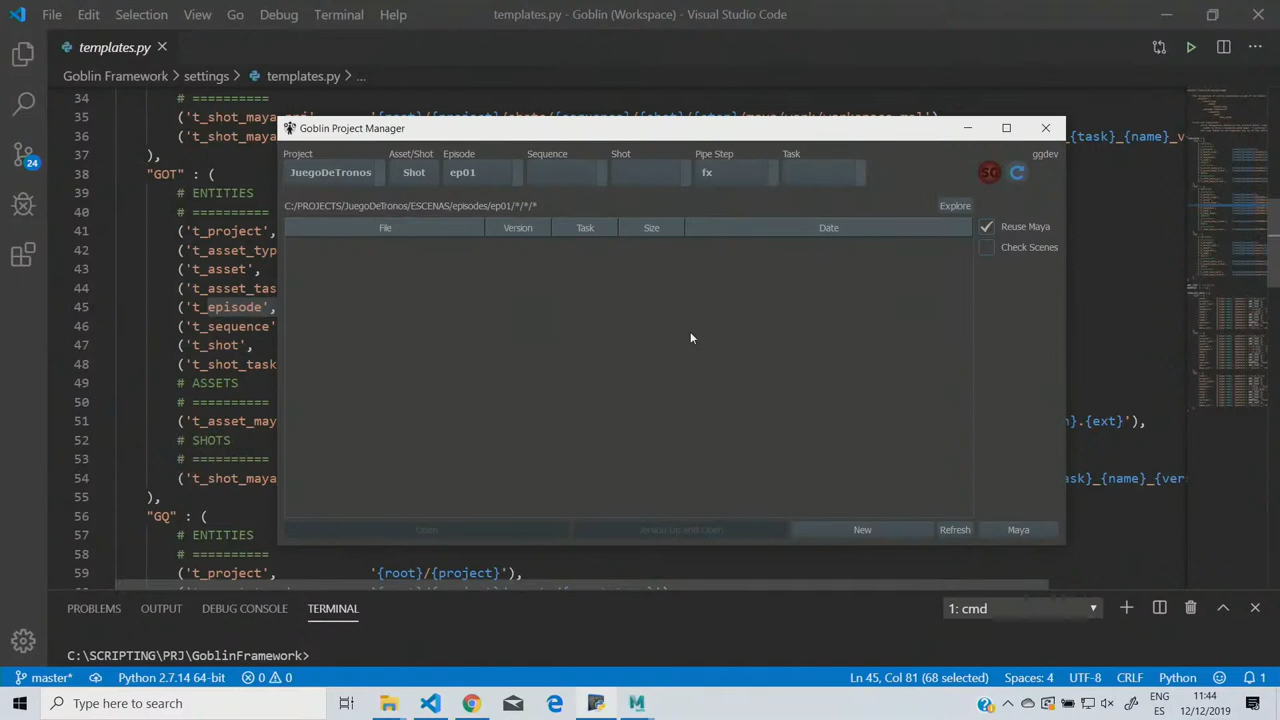 File Edit Selection View Go Debug Terminal Help templates.py - Goblin (Workspace) - Visual Studio Code
templates.py
Goblin Framework > settings > templates.py > ...
34 # ==========
35 ('t_shot_maya
36 ('t_shot_maya {task}_{name}_v
37 ),
38 "GOT" : (
39 # ENTITIES
40 # ==========
41 ('t_project',
42 ('t_asset_typ
43 ('t_asset',
44 ('t_asset_tas
45 ('t_episode',
46 ('t_sequence'
47 ('t_shot',
48 ('t_shot_task
49 # ASSETS
50 # ==========
51 ('t_asset_may n}.{ext}'),
52 # SHOTS
53 # ==========
54 ('t_shot_maya task}_{name}_{ver
55 ),
56 "GQ" : (
57 # ENTITIES
58 # ==========
59 ('t_project', '{root}/{project}'),
Goblin Project Manager
Project Asset/Shot Episode Sequence Shot Pipe Step Task ggdev
JuegoDeTronos Shot ep01 fx SG
C:/PROJECTS/JuegoDeTronos/ESCENAS/episodes/ep01/*/*/* Explore
File Version Task Size Date
Reuse Maya
Check Scenes
Open Version Up and Open New Refresh Maya
24
PROBLEMS OUTPUT DEBUG CONSOLE TERMINAL 1: cmd
C:\SCRIPTING\PRJ\GoblinFramework>
master* Python 2.7.14 64-bit 0 0 Ln 45, Col 81 (68 selected) Spaces: 4 UTF-8 CRLF Python 1
Type here to search
ENG
ES
11:44
12/12/2019